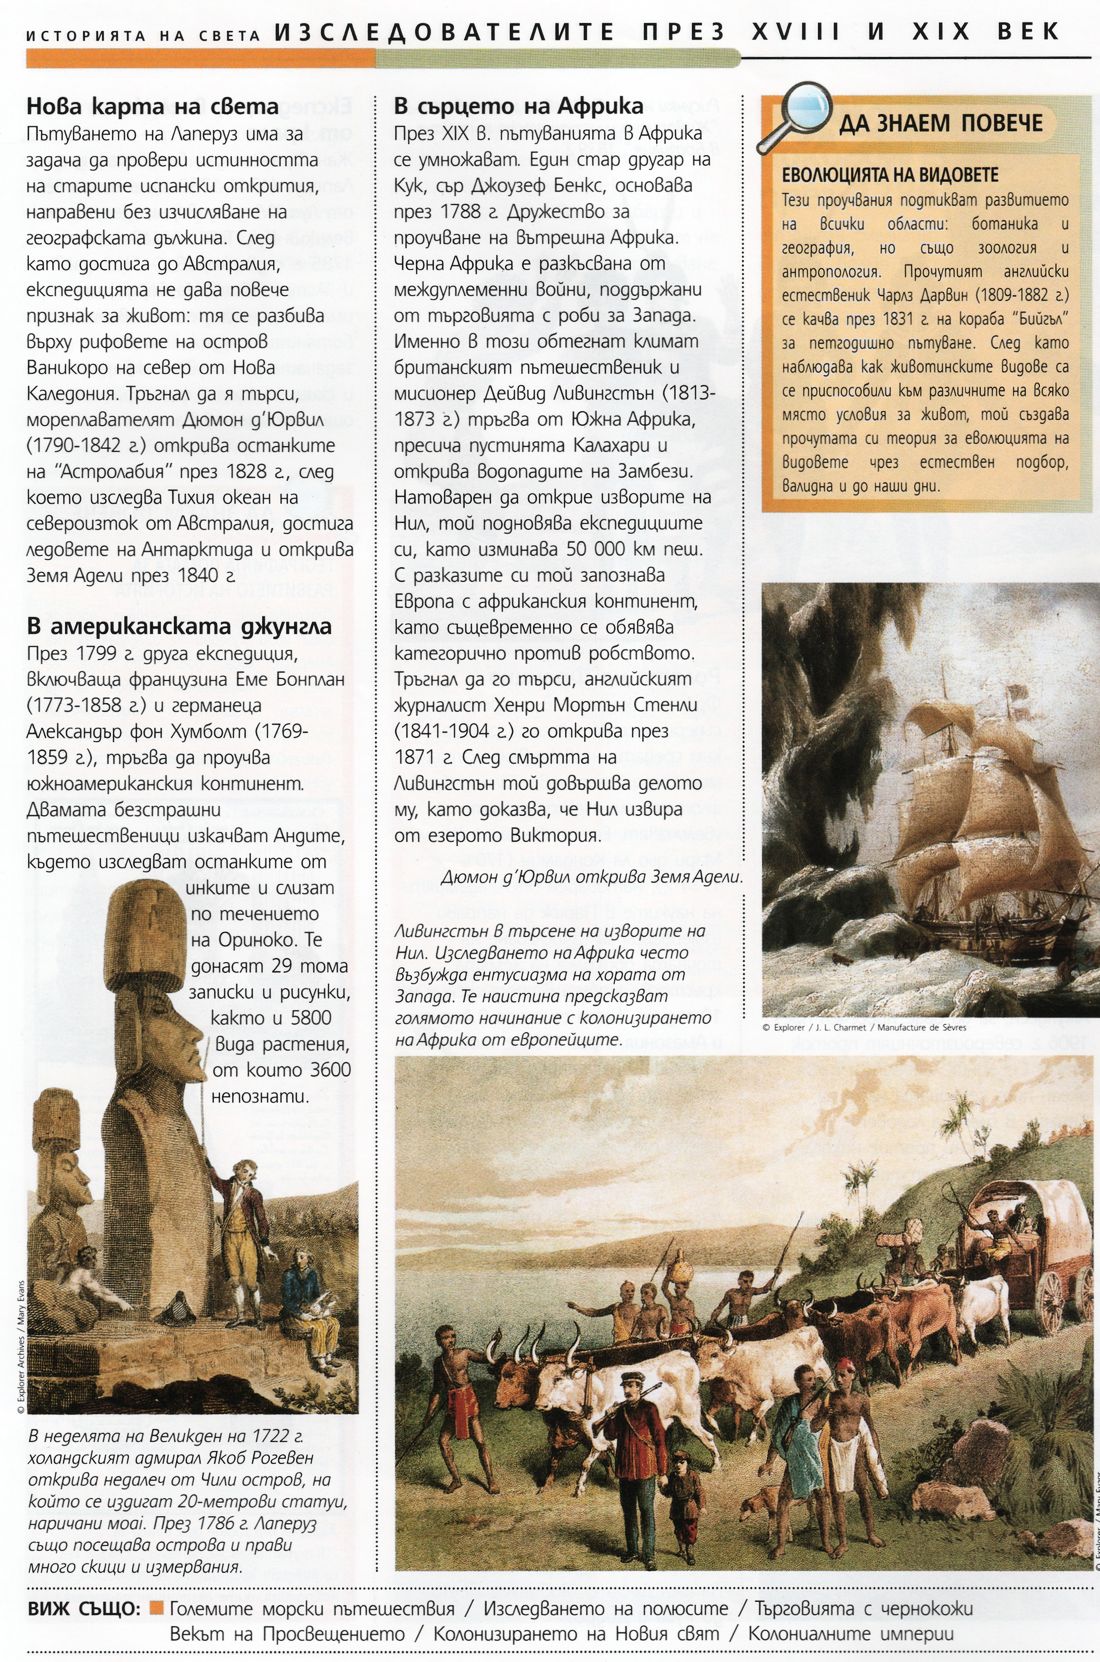 ИСТОРИЯТА НА СВЕТА ИЗСЛЕДОВАТЕЛИТЕ ПРЕЗ XVIII И XIX ВЕК
Нова карта на света
Пътуването на Лаперуз има за
задача да провери истинността
на старите испански открития,
направени без изчисляване на
географската дължина. След
като достига до Австралия,
експедицията не дава повече
признак за живот: тя се разбива
върху рифовете на остров
Ваникоро на север от Нова
Каледония. Тръгнал да я търси,
мореплавателят Дюмон д'Юрвил
(1790-1842 г.) открива останките
на "Астролабия" през 1828 г., след
което изследва Тихия океан на
североизток от Австралия, достига
ледовете на Антарктида и открива
Земя Адели през 1840 г.
В американската джунгла
През 1799 г. друга експедиция,
включваща французина Еме Бонплан
(1773-1858 г.) и германеца
Александър фон Хумболт (1769-
1859 г.), тръгва да проучва
южноамериканския континент.
Двамата безстрашни
пътешественици изкачват Андите,
където изследват останките от
инките и слизат
по течението
на Ориноко. Те
донасят 29 тома
записки и рисунки,
както и 5800
вида растения,
от които 3600
непознати.
© Explorer Archives / Mary Evans
В неделята на Великден на 1722 г.
холандският адмирал Якоб Рогевен
открива недалеч от Чили остров, на
който се издигат 20-метрови статуи,
наричани моаi. През 1786 г. Лаперуз
също посещава острова и прави
много скици и измервания.
В сърцето на Африка
През XIX в. пътуванията в Африка
се умножават. Един стар другар на
Кук, сър Джоузеф Бенкс, основава
през 1788 г. Дружество за
проучване на вътрешна Африка.
Черна Африка е разкъсвана от
междуплеменни войни, поддържани
от търговията с роби за Запада.
Именно в този обтегнат климат
британският пътешественик и
мисионер Дейвид Ливингстън (1813-
1873 г.) тръгва от Южна Африка,
пресича пустинята Калахари и
открива водопадите на Замбези.
Натоварен да открие изворите на
Нил, той подновява експедициите
си, като изминава 50 000 км пеш.
С разказите си той запознава
Европа с африканския континент,
като същевременно се обявява
категорично против робството.
Тръгнал да го търси, английският
журналист Хенри Мортън Стенли
(1841-1904 г.) го открива през
1871 г. След смъртта на
Ливингстън той довършва делото
му, като доказва, че Нил извира
от езерото Виктория.
Дюмон д'Юрвил открива Земя Адели.
Ливингстън в търсене на изворите на
Нил. Изследването на Африка често
възбужда ентусиазма на хората от
Запада. Те наистина предсказват
голямото начинание с колонизирането
на Африка от европейците.
ДА ЗНАЕМ ПОВЕЧЕ
ЕВОЛЮЦИЯТА НА ВИДОВЕТЕ
Тези проучвания подтикват развитието
на всички области: ботаника и
география, но също зоология и
антропология. Прочутият английски
естественик Чарлз Дарвин (1809-1882 г.)
се качва през 1831 г. на кораба "Бийгъл"
за петгодишно пътуване. След като
наблюдава как животинските видове са
се приспособили към различните на всяко
място условия за живот, той създава
прочутата си теория за еволюцията на
видовете чрез естествен подбор,
валидна и до наши дни.
© Explorer / J. L. Charmet / Manufacture de Sèvres
© Explorer / Mary Evans
ВИЖ СЪЩО: Големите морски пътешествия / Изследването на полюсите / Търговията с чернокожи
Векът на Просвещението / Колонизирането на Новия свят / Колониалните империи